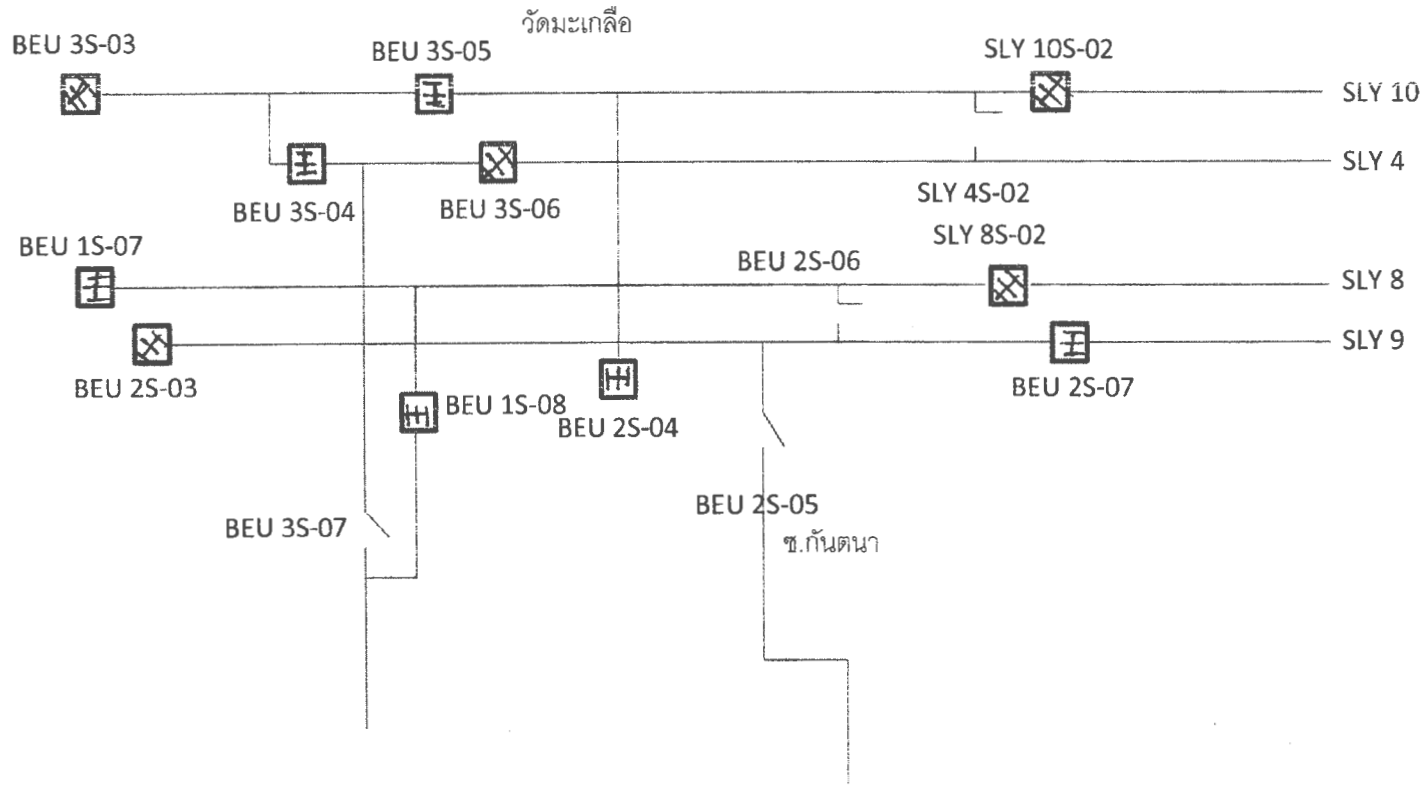 วัดมะเกลือ
BEU 3S-03
BEU 3S-05
SLY 10S-02
SLY 10
SLY 4
BEU 3S-04
BEU 3S-06
SLY 4S-02
BEU 1S-07
SLY 8S-02
BEU 2S-06
SLY 8
SLY 9
BEU 2S-03
BEU 2S-07
BEU 1S-08
BEU 2S-04
BEU 2S-05
BEU 3S-07
ซ.กันตนา